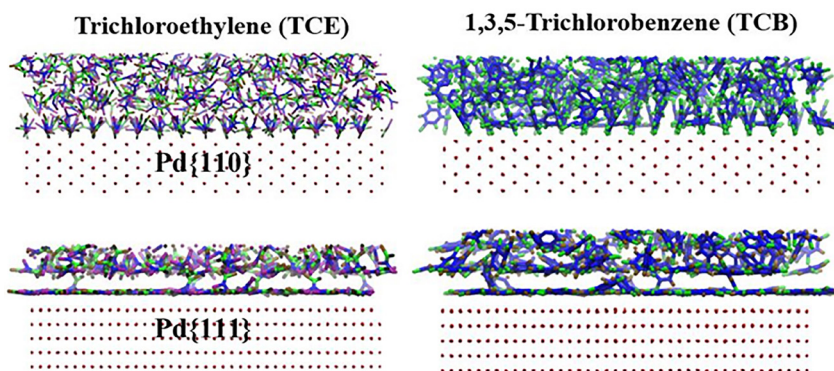 Trichloroethylene (TCE)
1,3,5-Trichlorobenzene (TCB)
Pd{110}
Pd{111}